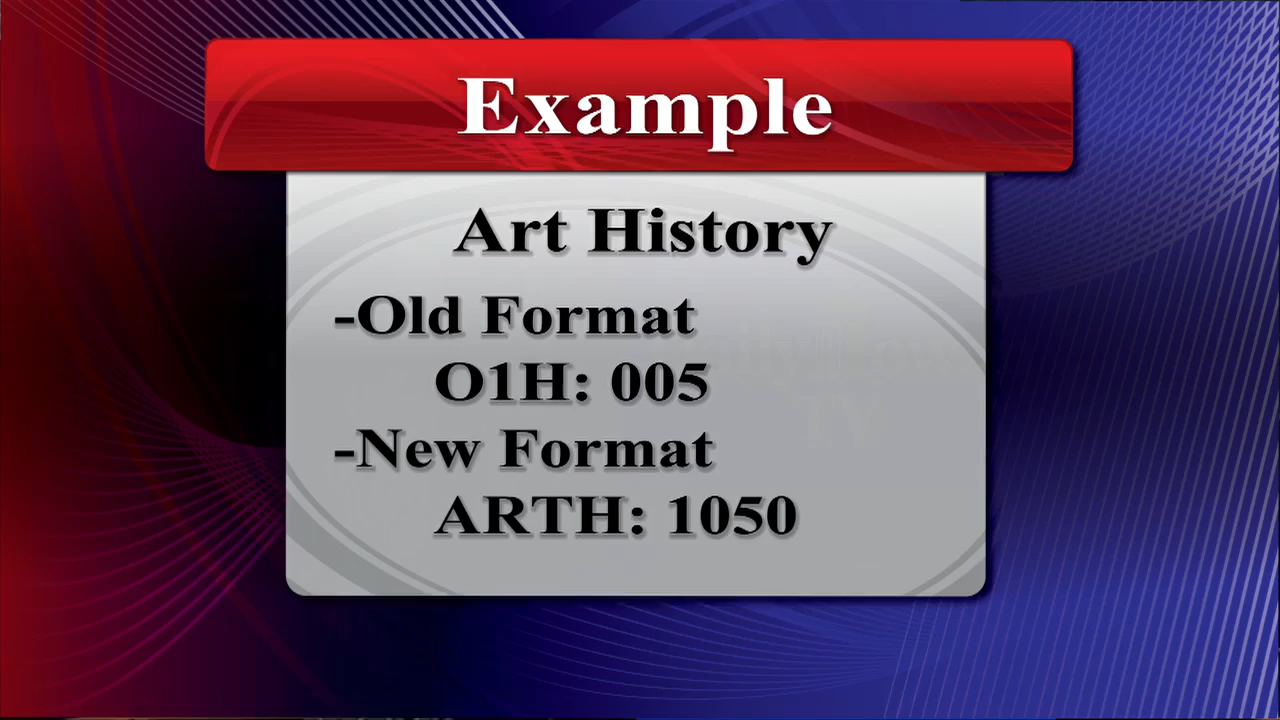 Example
Art History
-Old Format
O1H: 005
-New Format
ARTH: 1050